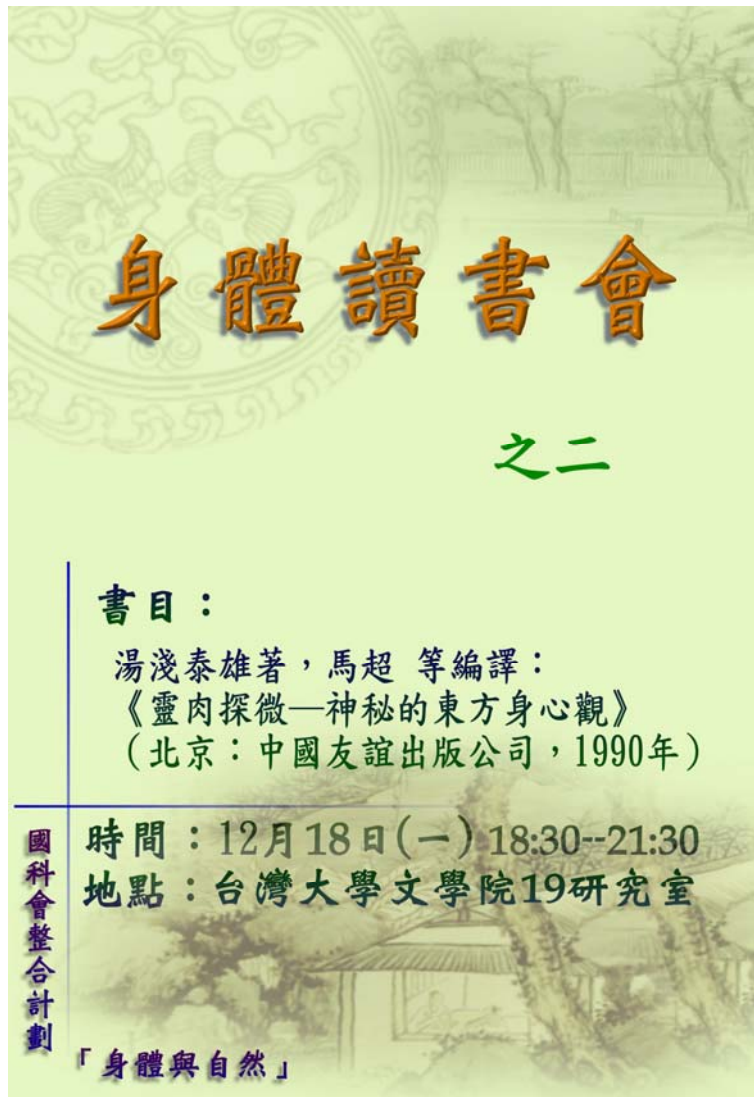 身體讀書會
之二
書目：
湯淺泰雄著，馬超 等編譯：
《靈肉探微—神秘的東方身心觀》
（北京：中國友誼出版公司，1990年）
時間：12月18日(一) 18:30--21:30
地點：台灣大學文學院19研究室
國科會整合計劃
「身體與自然」